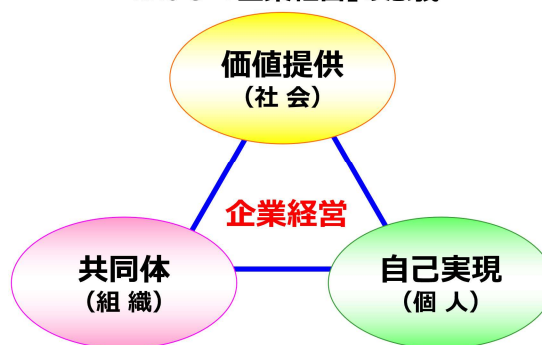 価値提供
（社 会）
企業経営
共同体
（組 織）
自己実現
（個 人）